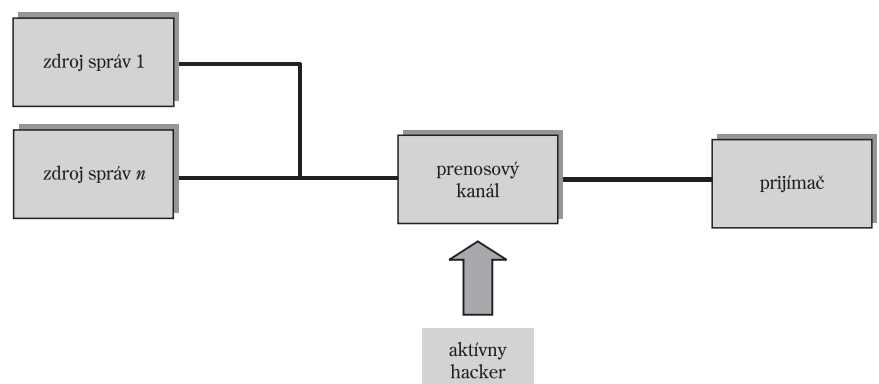 zdroj správ 1
zdroj správ n
prenosový
kanál
prijímač
aktívny
hacker